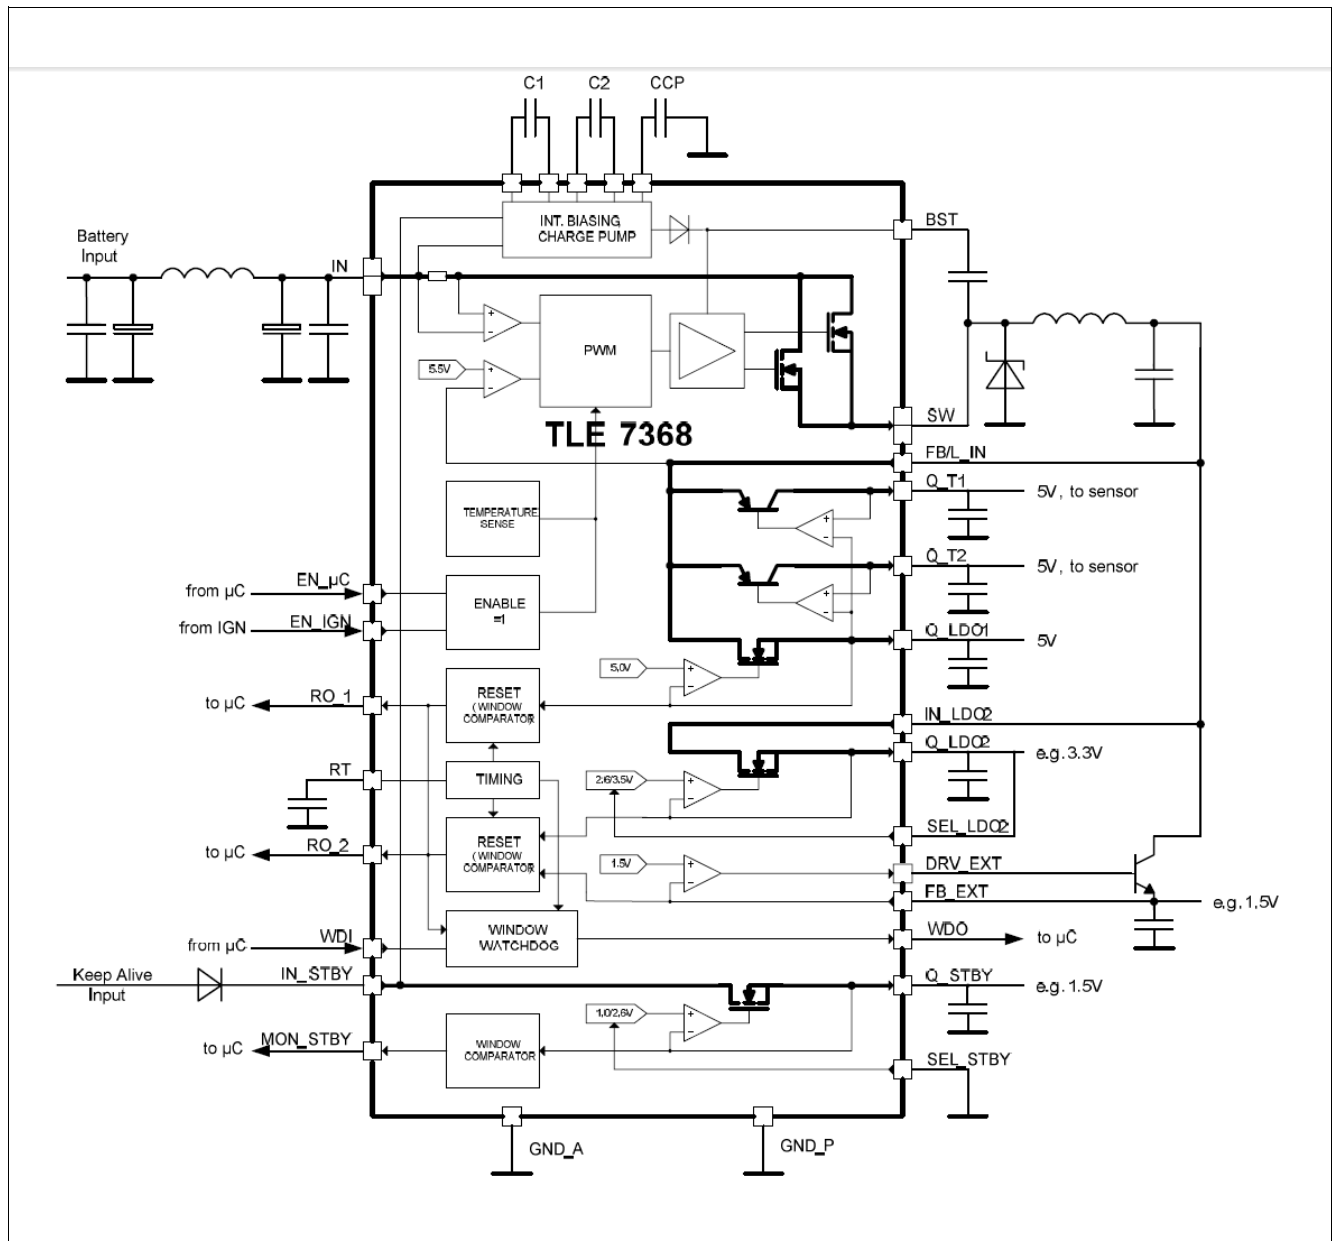 C1
C2
CCP
INT. BIASING
CHARGE PUMP
BST
Battery
Input
IN
+
−
PWM
5.5V
+
−
SW
TLE 7368
FB/L_IN
Q_T1
5V, to sensor
TEMPERATURE
SENSE
+
−
Q_T2
5V, to sensor
EN_µC
from µC
ENABLE
+
−
from IGN
EN_IGN
Q_LDO1
5V
5.0V
+
−
to µC
RO_1
RESET
(WINDOW
COMPARATOR)
IN_LDO2
Q_LDO2
e.g. 3.3V
RT
TIMING
2.6/3.5V
+
−
SEL_LDO2
to µC
RO_2
RESET
(WINDOW
COMPARATOR)
1.5V
+
−
DRV_EXT
FB_EXT
e.g. 1.5V
from µC
WDI
WINDOW
WATCHDOG
WDO
to µC
Keep Alive
Input
IN_STBY
Q_STBY
e.g. 1.5V
1.0/2.6V
+
−
to µC
MON_STBY
WINDOW
COMPARATOR
SEL_STBY
GND_A
GND_P